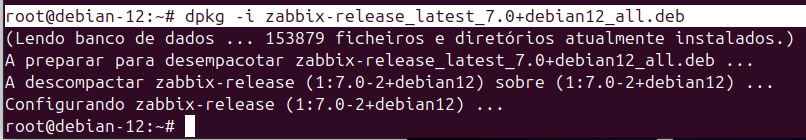 root@debian-12:~# dpkg -i zabbix-release_latest_7.0+debian12_all.deb
(Lendo banco de dados ... 153879 ficheiros e diretórios atualmente instalados.)
A preparar para desempacotar zabbix-release_latest_7.0+debian12_all.deb ...
A descompactar zabbix-release (1:7.0-2+debian12) sobre (1:7.0-2+debian12) ...
Configurando zabbix-release (1:7.0-2+debian12) ...
root@debian-12:~#